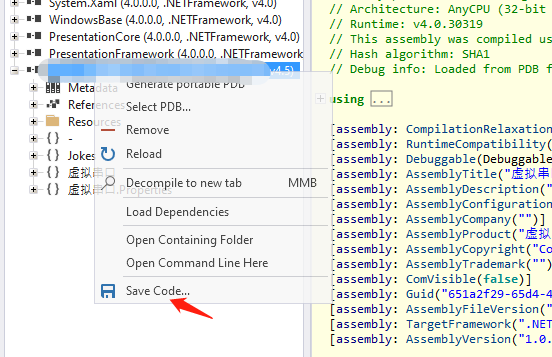 System.Xaml (4.0.0.0, .NETFramework, v4.0)
WindowsBase (4.0.0.0, .NETFramework, v4.0)
PresentationCore (4.0.0.0, .NETFramework, v4.0)
PresentationFramework (4.0.0.0, .NETFramework,
v4.5)
Metadata
References
Resources
{ } -
{ } Jokes
{ } 虚拟串口
{ } 虚拟串口.Properties
Generate portable PDB
Select PDB...
Remove
Reload
Decompile to new tab MMB
Load Dependencies
Open Containing Folder
Open Command Line Here
Save Code...
// Architecture: AnyCPU (32-bit
// Runtime: v4.0.30319
// This assembly was compiled us
// Hash algorithm: SHA1
// Debug info: Loaded from PDB f
using ...
[assembly: CompilationRelaxation
[assembly: RuntimeCompatibility(
[assembly: Debuggable(Debuggable
[assembly: AssemblyTitle("虚拟串
[assembly: AssemblyDescription("
[assembly: AssemblyConfiguration
[assembly: AssemblyCompany("")]
[assembly: AssemblyProduct("虚拟
[assembly: AssemblyCopyright("Co
[assembly: AssemblyTrademark("")
[assembly: ComVisible(false)]
[assembly: Guid("651a2f29-65d4-4
[assembly: AssemblyFileVersion("
[assembly: TargetFramework(".NET
[assembly: AssemblyVersion("1.0.